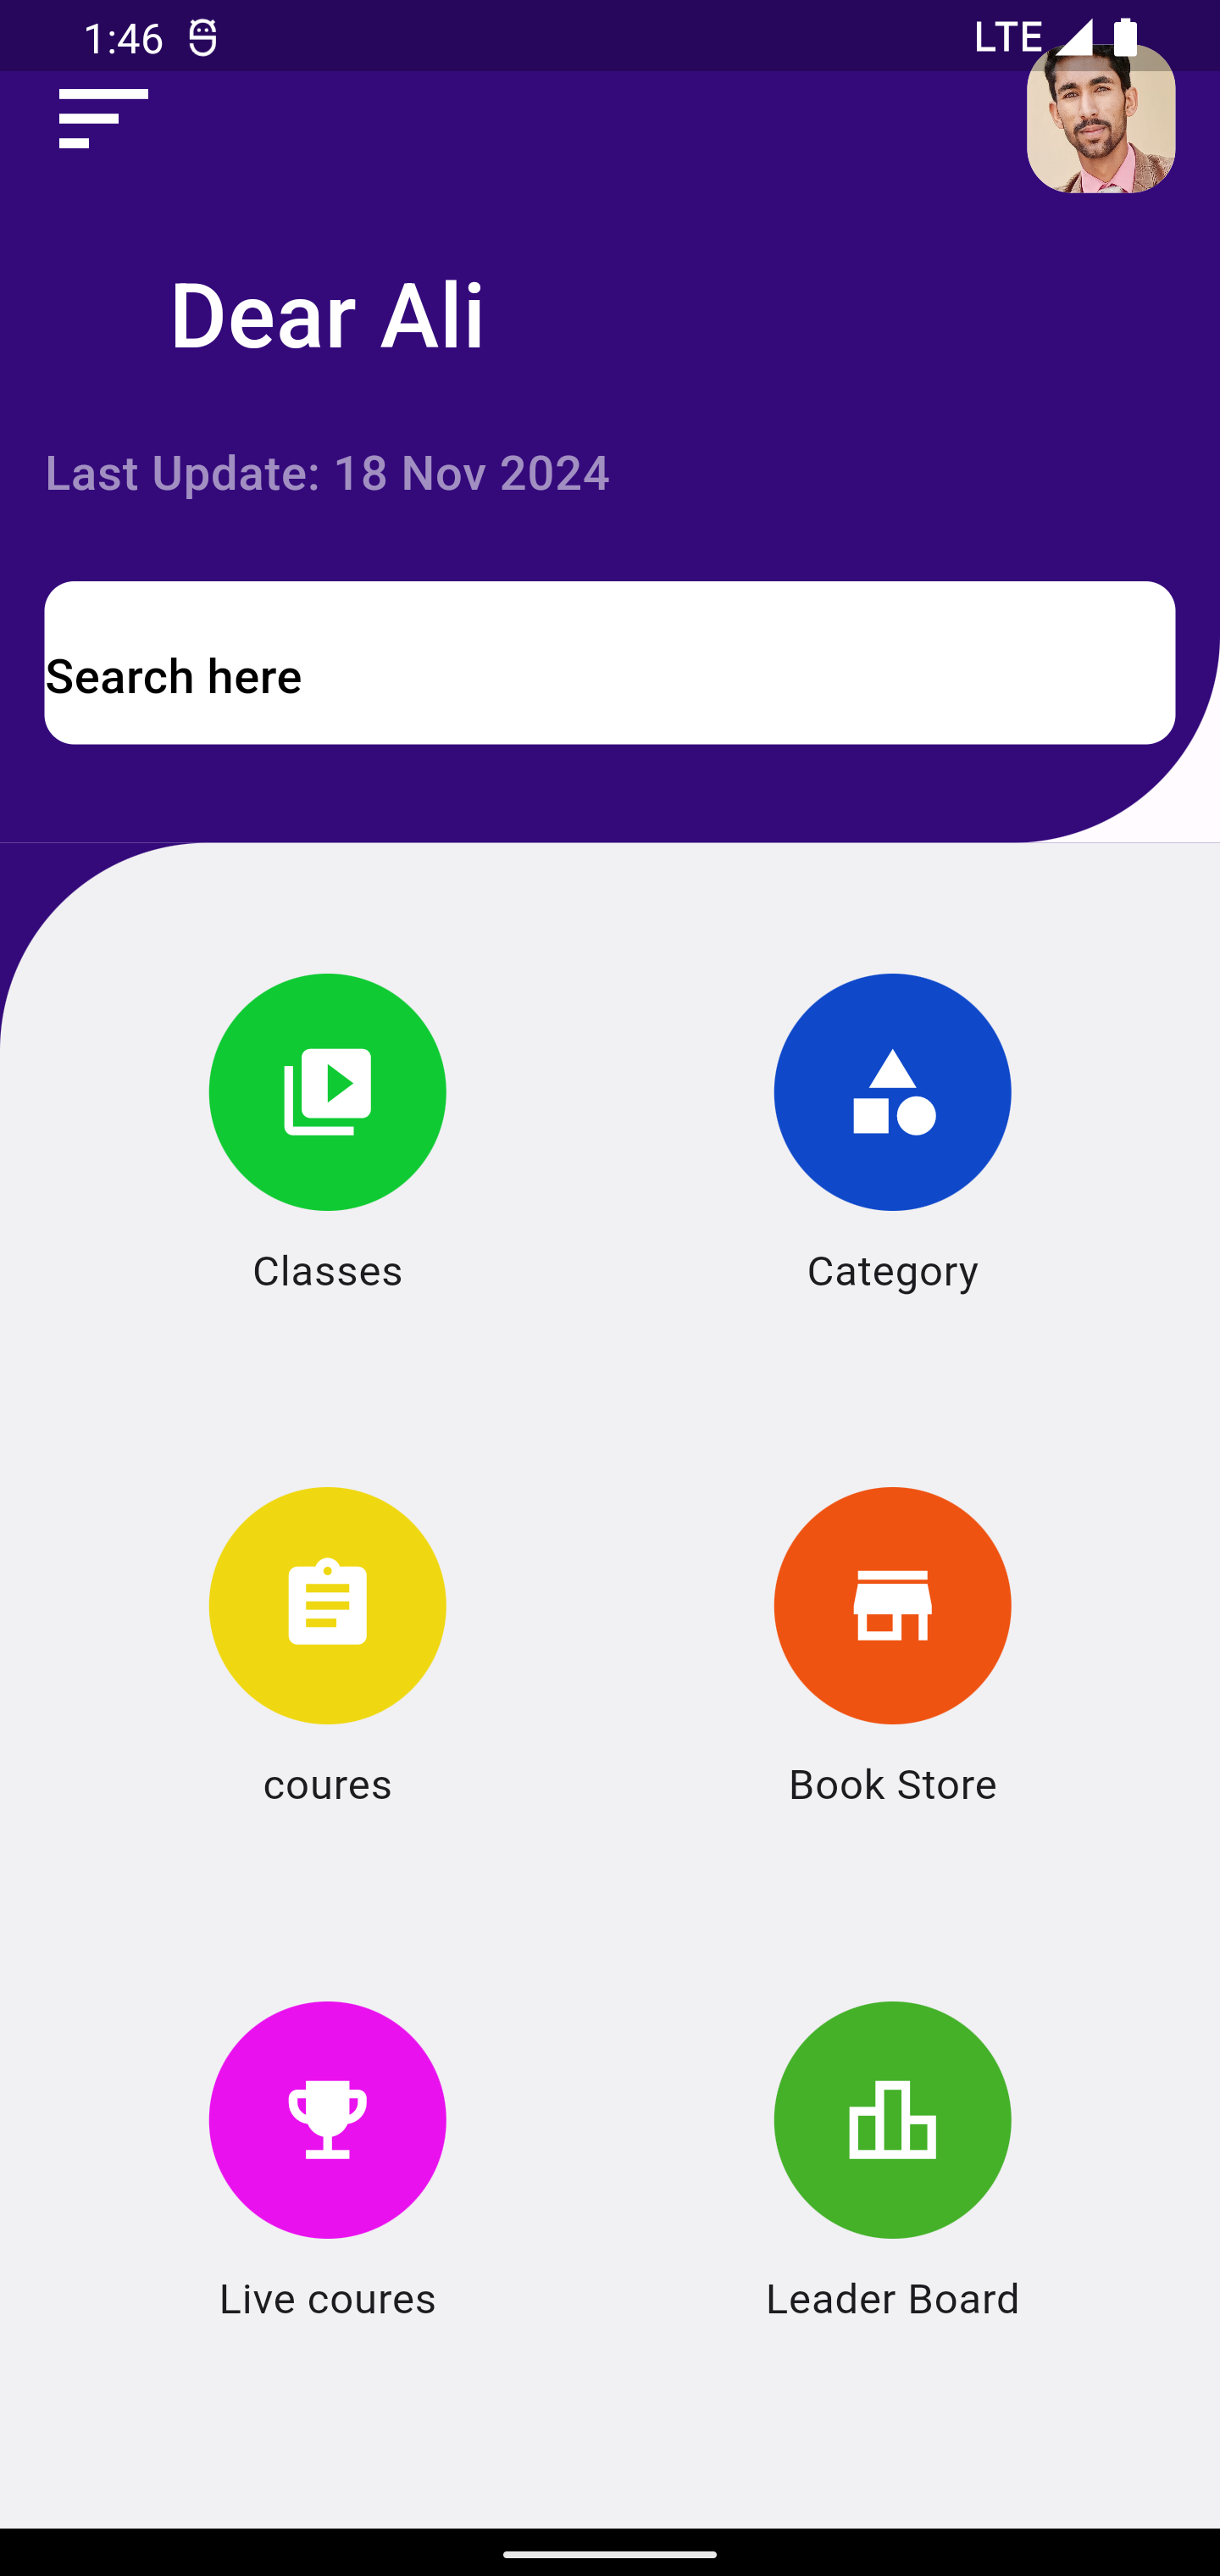 1:46 LTE
Dear Ali
Last Update: 18 Nov 2024
Search here
Classes Category
coures Book Store
Live coures Leader Board